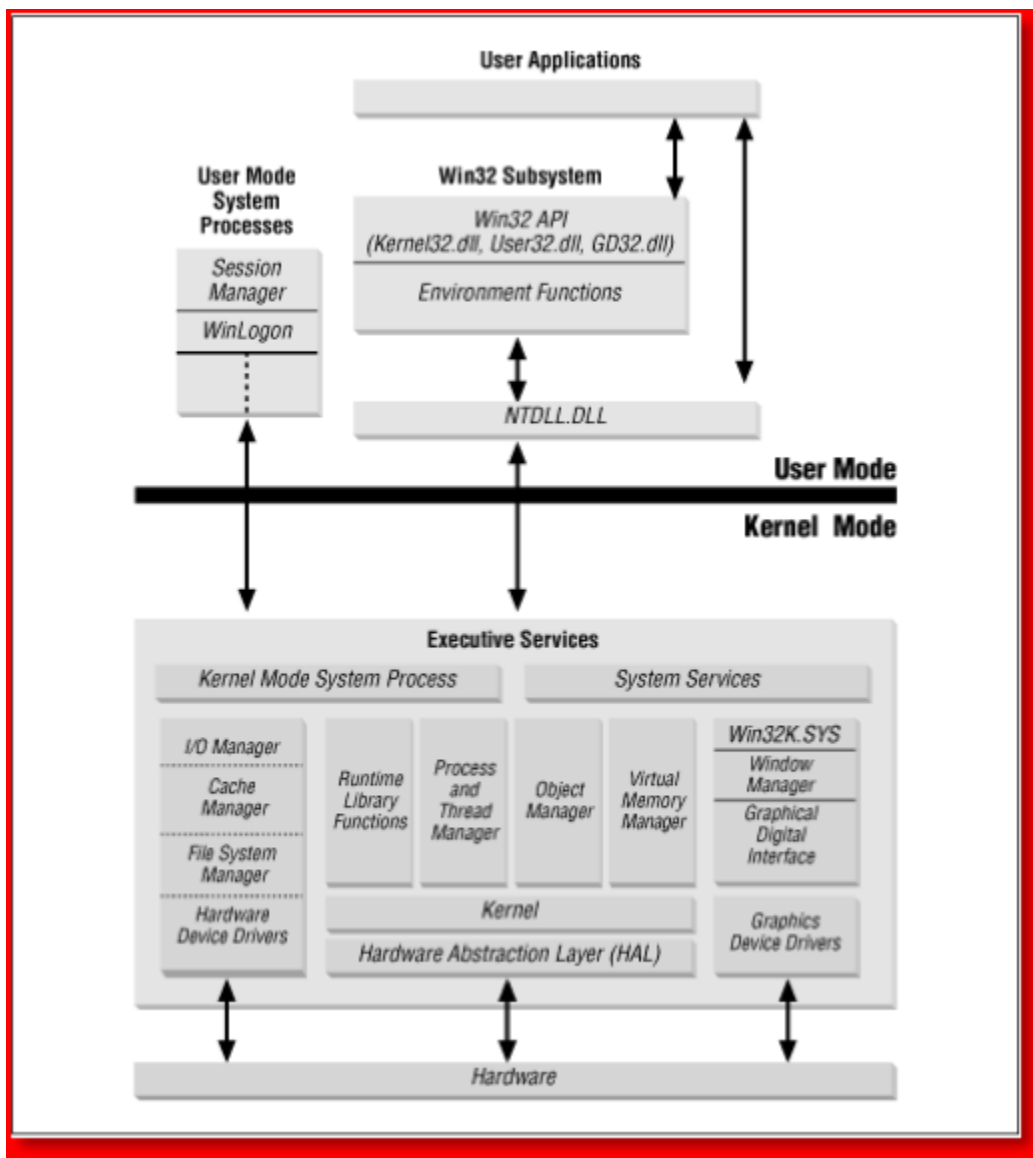 User Applications
User Mode
System
Processes
Win32 Subsystem
Session
Manager
WinLogon
Win32 API
(Kernel32.dll, User32.dll, GD32.dll)
Environment Functions
NTDLL.DLL
User Mode
Kernel Mode
Executive Services
Kernel Mode System Process
System Services
I/O Manager
Cache
Manager
File System
Manager
Hardware
Device Drivers
Runtime
Library
Functions
Process
and
Thread
Manager
Object
Manager
Virtual
Memory
Manager
Win32K.SYS
Window
Manager
Graphical
Digital
Interface
Kernel
Hardware Abstraction Layer (HAL)
Graphics
Device Drivers
Hardware